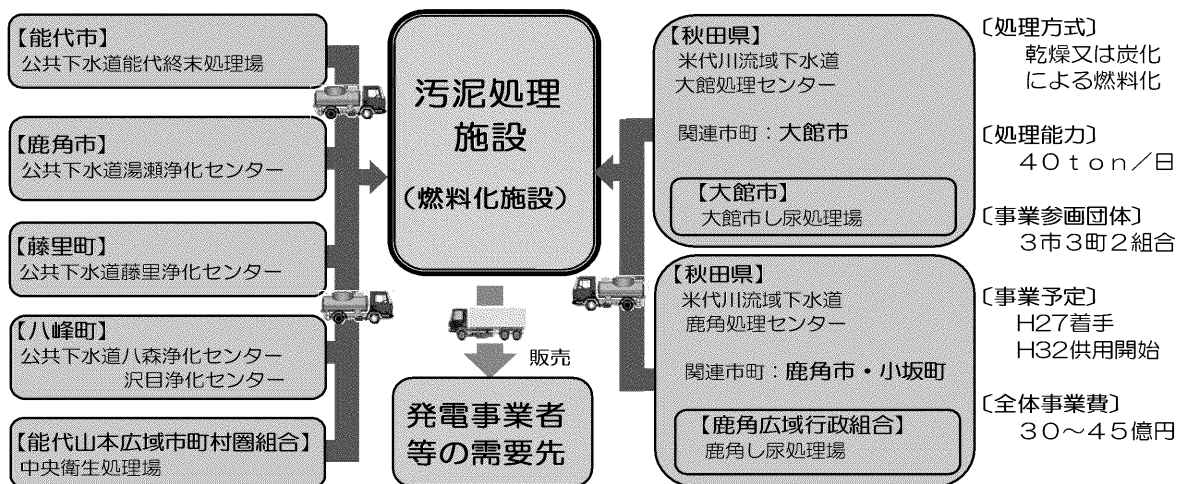 【能代市】
公共下水道能代終末処理場
【鹿角市】
公共下水道湯瀬浄化センター
【藤里町】
公共下水道藤里浄化センター
【八峰町】
公共下水道八森浄化センター
沢目浄化センター
【能代山本広域市町村圏組合】
中央衛生処理場
汚泥処理
施設
（燃料化施設）
販売
発電事業者
等の需要先
【秋田県】
米代川流域下水道
大館処理センター
関連市町：大館市
【大館市】
大館市し尿処理場
【秋田県】
米代川流域下水道
鹿角処理センター
関連市町：鹿角市・小坂町
【鹿角広域行政組合】
鹿角し尿処理場
〔処理方式〕
乾燥又は炭化
による燃料化
〔処理能力〕
４０ｔｏｎ／日
〔事業参画団体〕
３市３町２組合
〔事業予定〕
H27着手
H32供用開始
〔全体事業費〕
３０～４５億円